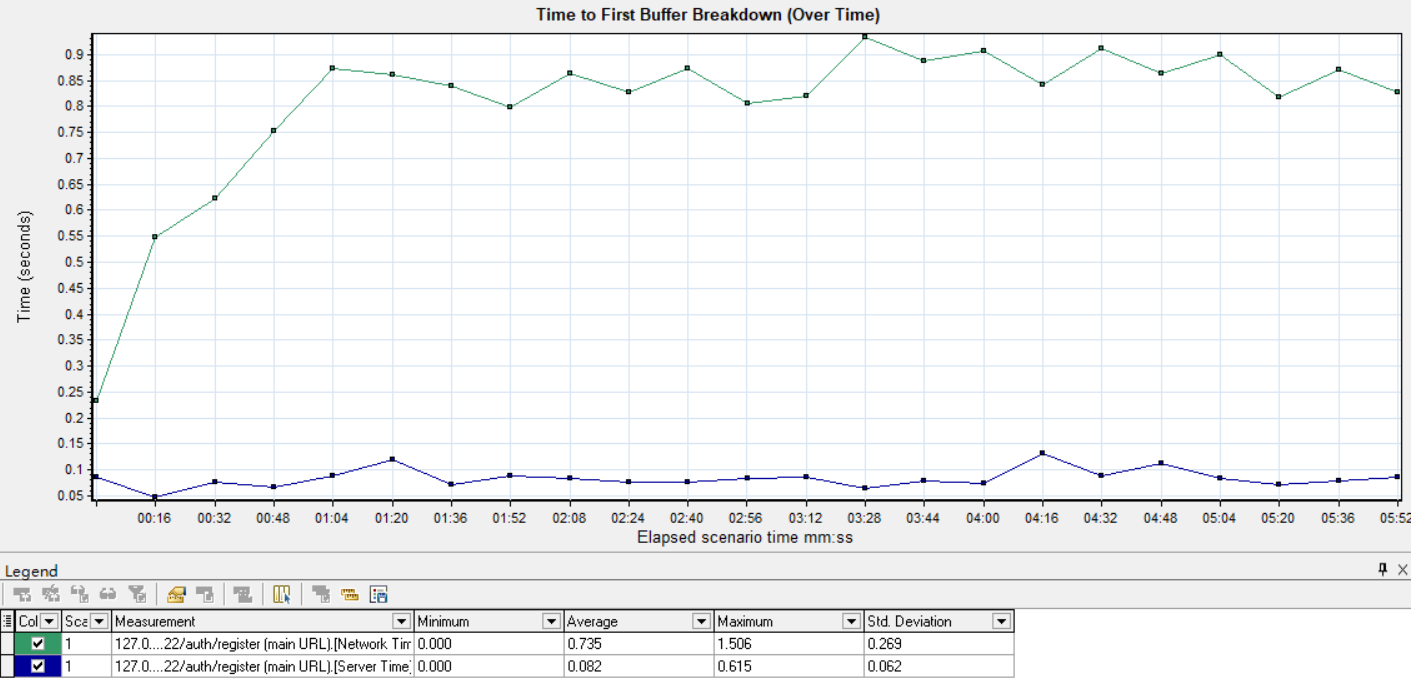 Time to First Buffer Breakdown (Over Time)
Time (seconds)
0.9
0.85
0.8
0.75
0.7
0.65
0.6
0.55
0.5
0.45
0.4
0.35
0.3
0.25
0.2
0.15
0.1
0.05
00:16 00:32 00:48 01:04 01:20 01:36 01:52 02:08 02:24 02:40 02:56 03:12 03:28 03:44 04:00 04:16 04:32 04:48 05:04 05:20 05:36 05:52
Elapsed scenario time mm:ss
Legend
Col Sca Measurement Minimum Average Maximum Std. Deviation
1 127.0....22/auth/register (main URL).[Network Tim 0.000 0.735 1.506 0.269
1 127.0....22/auth/register (main URL).[Server Time] 0.000 0.082 0.615 0.062